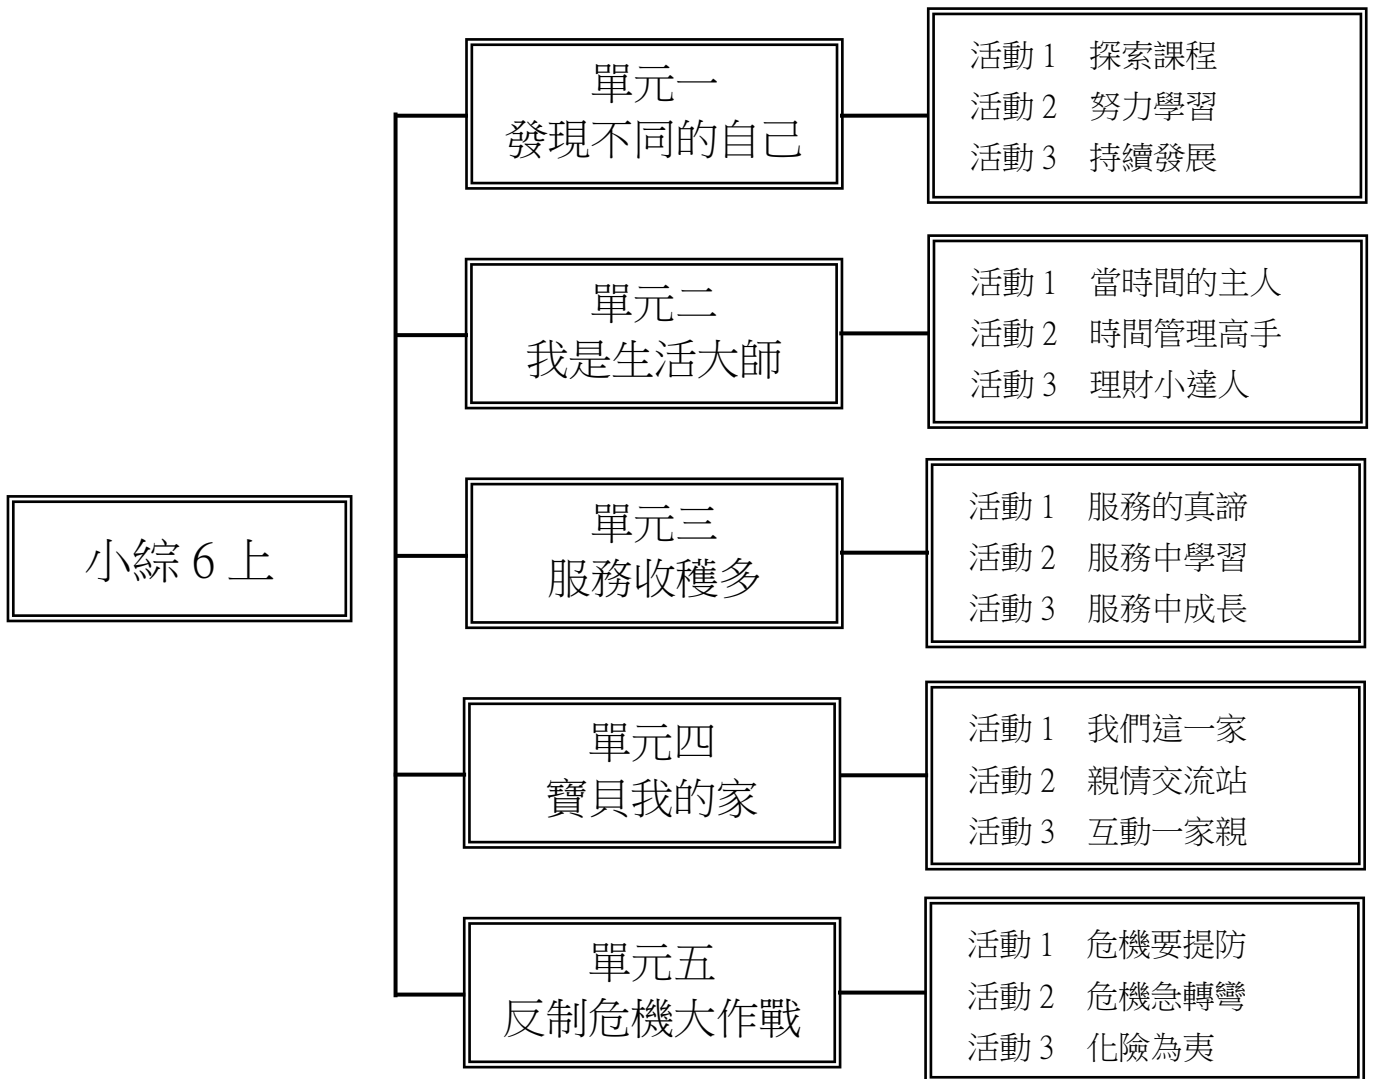 小綜 6 上
單元一
發現不同的自己
活動 1 探索課程
活動 2 努力學習
活動 3 持續發展
單元二
我是生活大師
活動 1 當時間的主人
活動 2 時間管理高手
活動 3 理財小達人
單元三
服務收穫多
活動 1 服務的真諦
活動 2 服務中學習
活動 3 服務中成長
單元四
寶貝我的家
活動 1 我們這一家
活動 2 親情交流站
活動 3 互動一家親
單元五
反制危機大作戰
活動 1 危機要提防
活動 2 危機急轉彎
活動 3 化險為夷